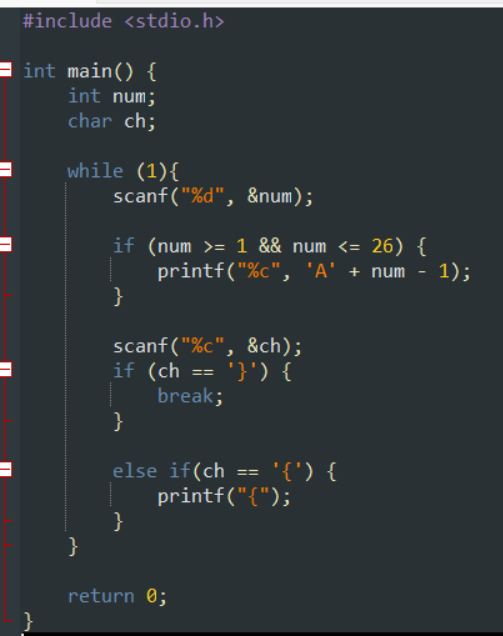 #include <stdio.h>
int main() {
int num;
char ch;
while (1){
scanf("%d", &num);
if (num >= 1 && num <= 26) {
printf("%c", 'A' + num - 1);
}
scanf("%c", &ch);
if (ch == '}') {
break;
}
else if(ch == '{') {
printf("{");
}
}
return 0;
}